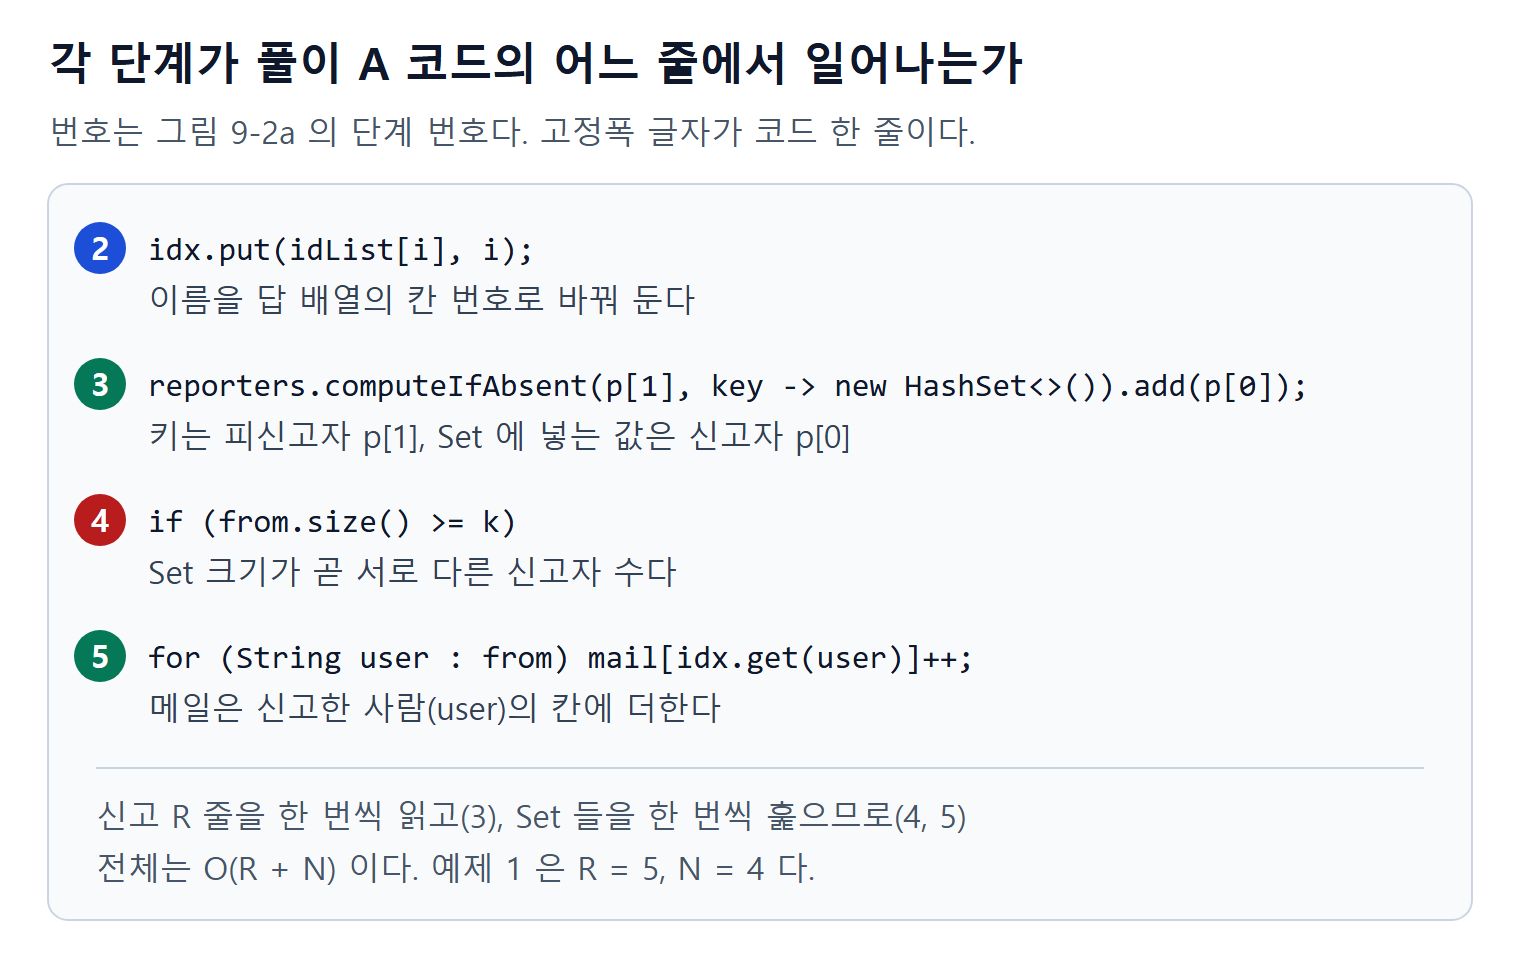 각 단계가 풀이 A 코드의 어느 줄에서 일어나는가
번호는 그림 9-2a 의 단계 번호다. 고정폭 글자가 코드 한 줄이다.
2 idx.put(idList[i], i);
이름을 답 배열의 칸 번호로 바꿔 둔다
3 reporters.computeIfAbsent(p[1], key -> new HashSet<>()).add(p[0]);
키는 피신고자 p[1], Set 에 넣는 값은 신고자 p[0]
4 if (from.size() >= k)
Set 크기가 곧 서로 다른 신고자 수다
5 for (String user : from) mail[idx.get(user)]++;
메일은 신고한 사람(user)의 칸에 더한다
신고 R 줄을 한 번씩 읽고(3), Set 들을 한 번씩 훑으므로(4, 5)
전체는 O(R + N) 이다. 예제 1 은 R = 5, N = 4 다.